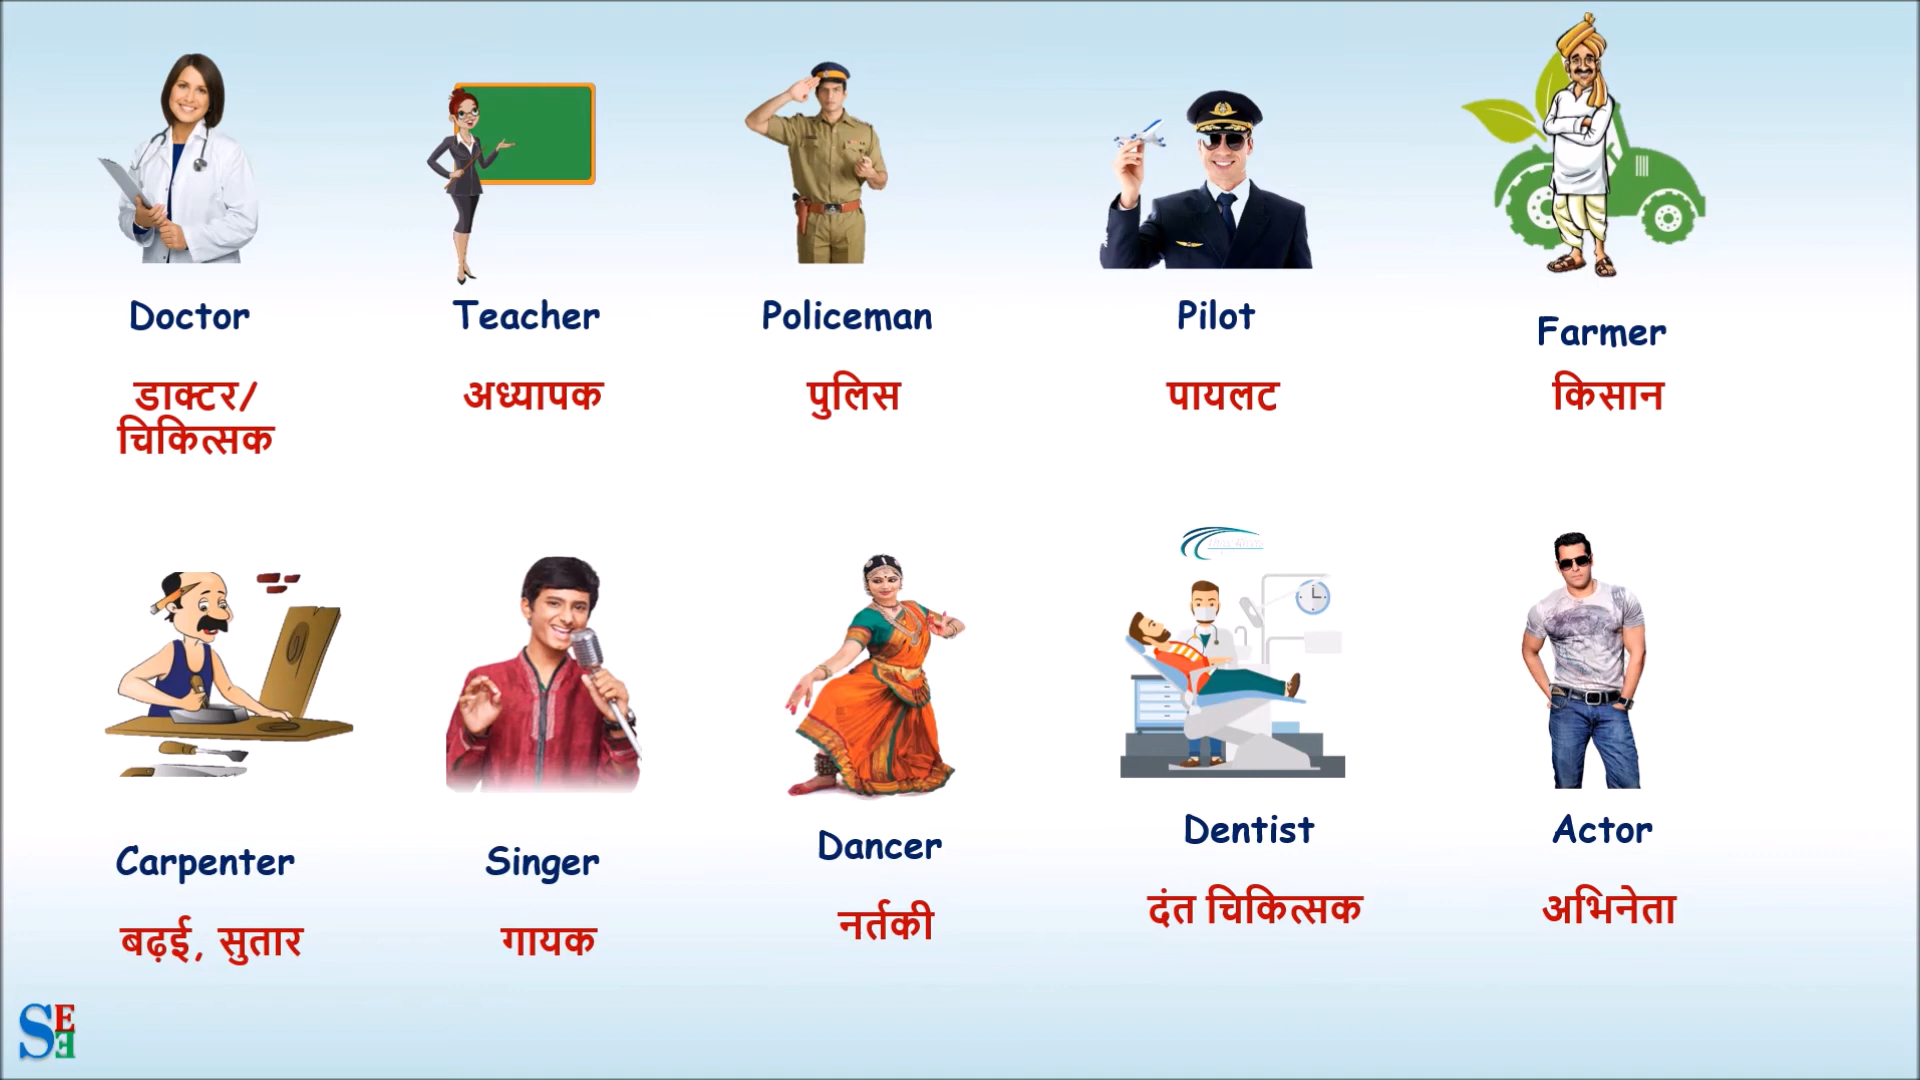 Doctor
Teacher
Policeman
Pilot
Farmer
डाक्टर/
चिकित्सक
अध्यापक
पुलिस
पायलट
किसान
Carpenter
Singer
Dancer
Dentist
Actor
बढ़ई, सुतार
गायक
नर्तकी
दंत चिकित्सक
अभिनेता
SEE